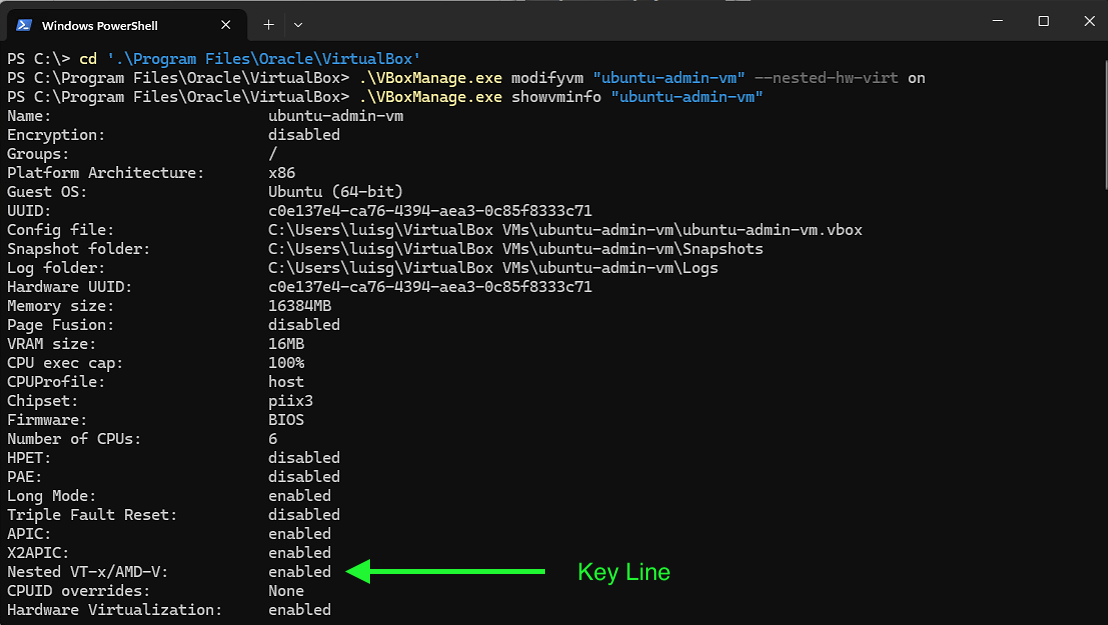 Windows PowerShell
PS C:\> cd '.\Program Files\Oracle\VirtualBox'
PS C:\Program Files\Oracle\VirtualBox> .\VBoxManage.exe modifyvm "ubuntu-admin-vm" --nested-hw-virt on
PS C:\Program Files\Oracle\VirtualBox> .\VBoxManage.exe showvminfo "ubuntu-admin-vm"
Name: ubuntu-admin-vm
Encryption: disabled
Groups: /
Platform Architecture: x86
Guest OS: Ubuntu (64-bit)
UUID: c0e137e4-ca76-4394-aea3-0c85f8333c71
Config file: C:\Users\luisg\VirtualBox VMs\ubuntu-admin-vm\ubuntu-admin-vm.vbox
Snapshot folder: C:\Users\luisg\VirtualBox VMs\ubuntu-admin-vm\Snapshots
Log folder: C:\Users\luisg\VirtualBox VMs\ubuntu-admin-vm\Logs
Hardware UUID: c0e137e4-ca76-4394-aea3-0c85f8333c71
Memory size: 16384MB
Page Fusion: disabled
VRAM size: 16MB
CPU exec cap: 100%
CPUProfile: host
Chipset: piix3
Firmware: BIOS
Number of CPUs: 6
HPET: disabled
PAE: disabled
Long Mode: enabled
Triple Fault Reset: disabled
APIC: enabled
X2APIC: enabled
Nested VT-x/AMD-V: enabled Key Line
CPUID overrides: None
Hardware Virtualization: enabled